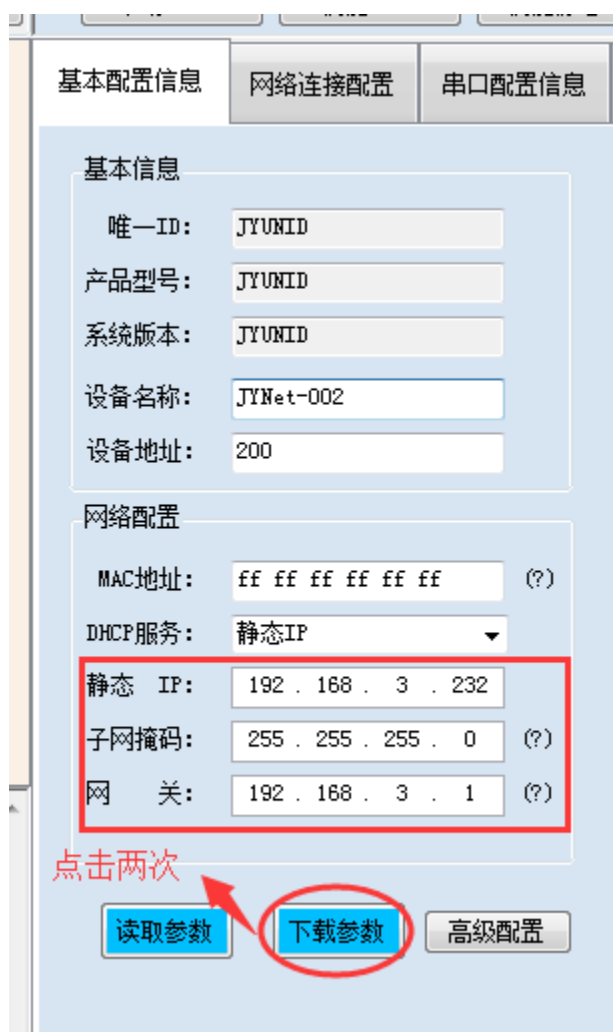 基本配置信息 网络连接配置 串口配置信息
基本信息
唯一ID: JYUNID
产品型号: JYUNID
系统版本: JYUNID
设备名称: JYNet-002
设备地址: 200
网络配置
MAC地址: ff ff ff ff ff ff (?)
DHCP服务: 静态IP
静态 IP: 192 . 168 . 3 . 232
子网掩码: 255 . 255 . 255 . 0 (?)
网 关: 192 . 168 . 3 . 1 (?)
点击两次
读取参数 下载参数 高级配置